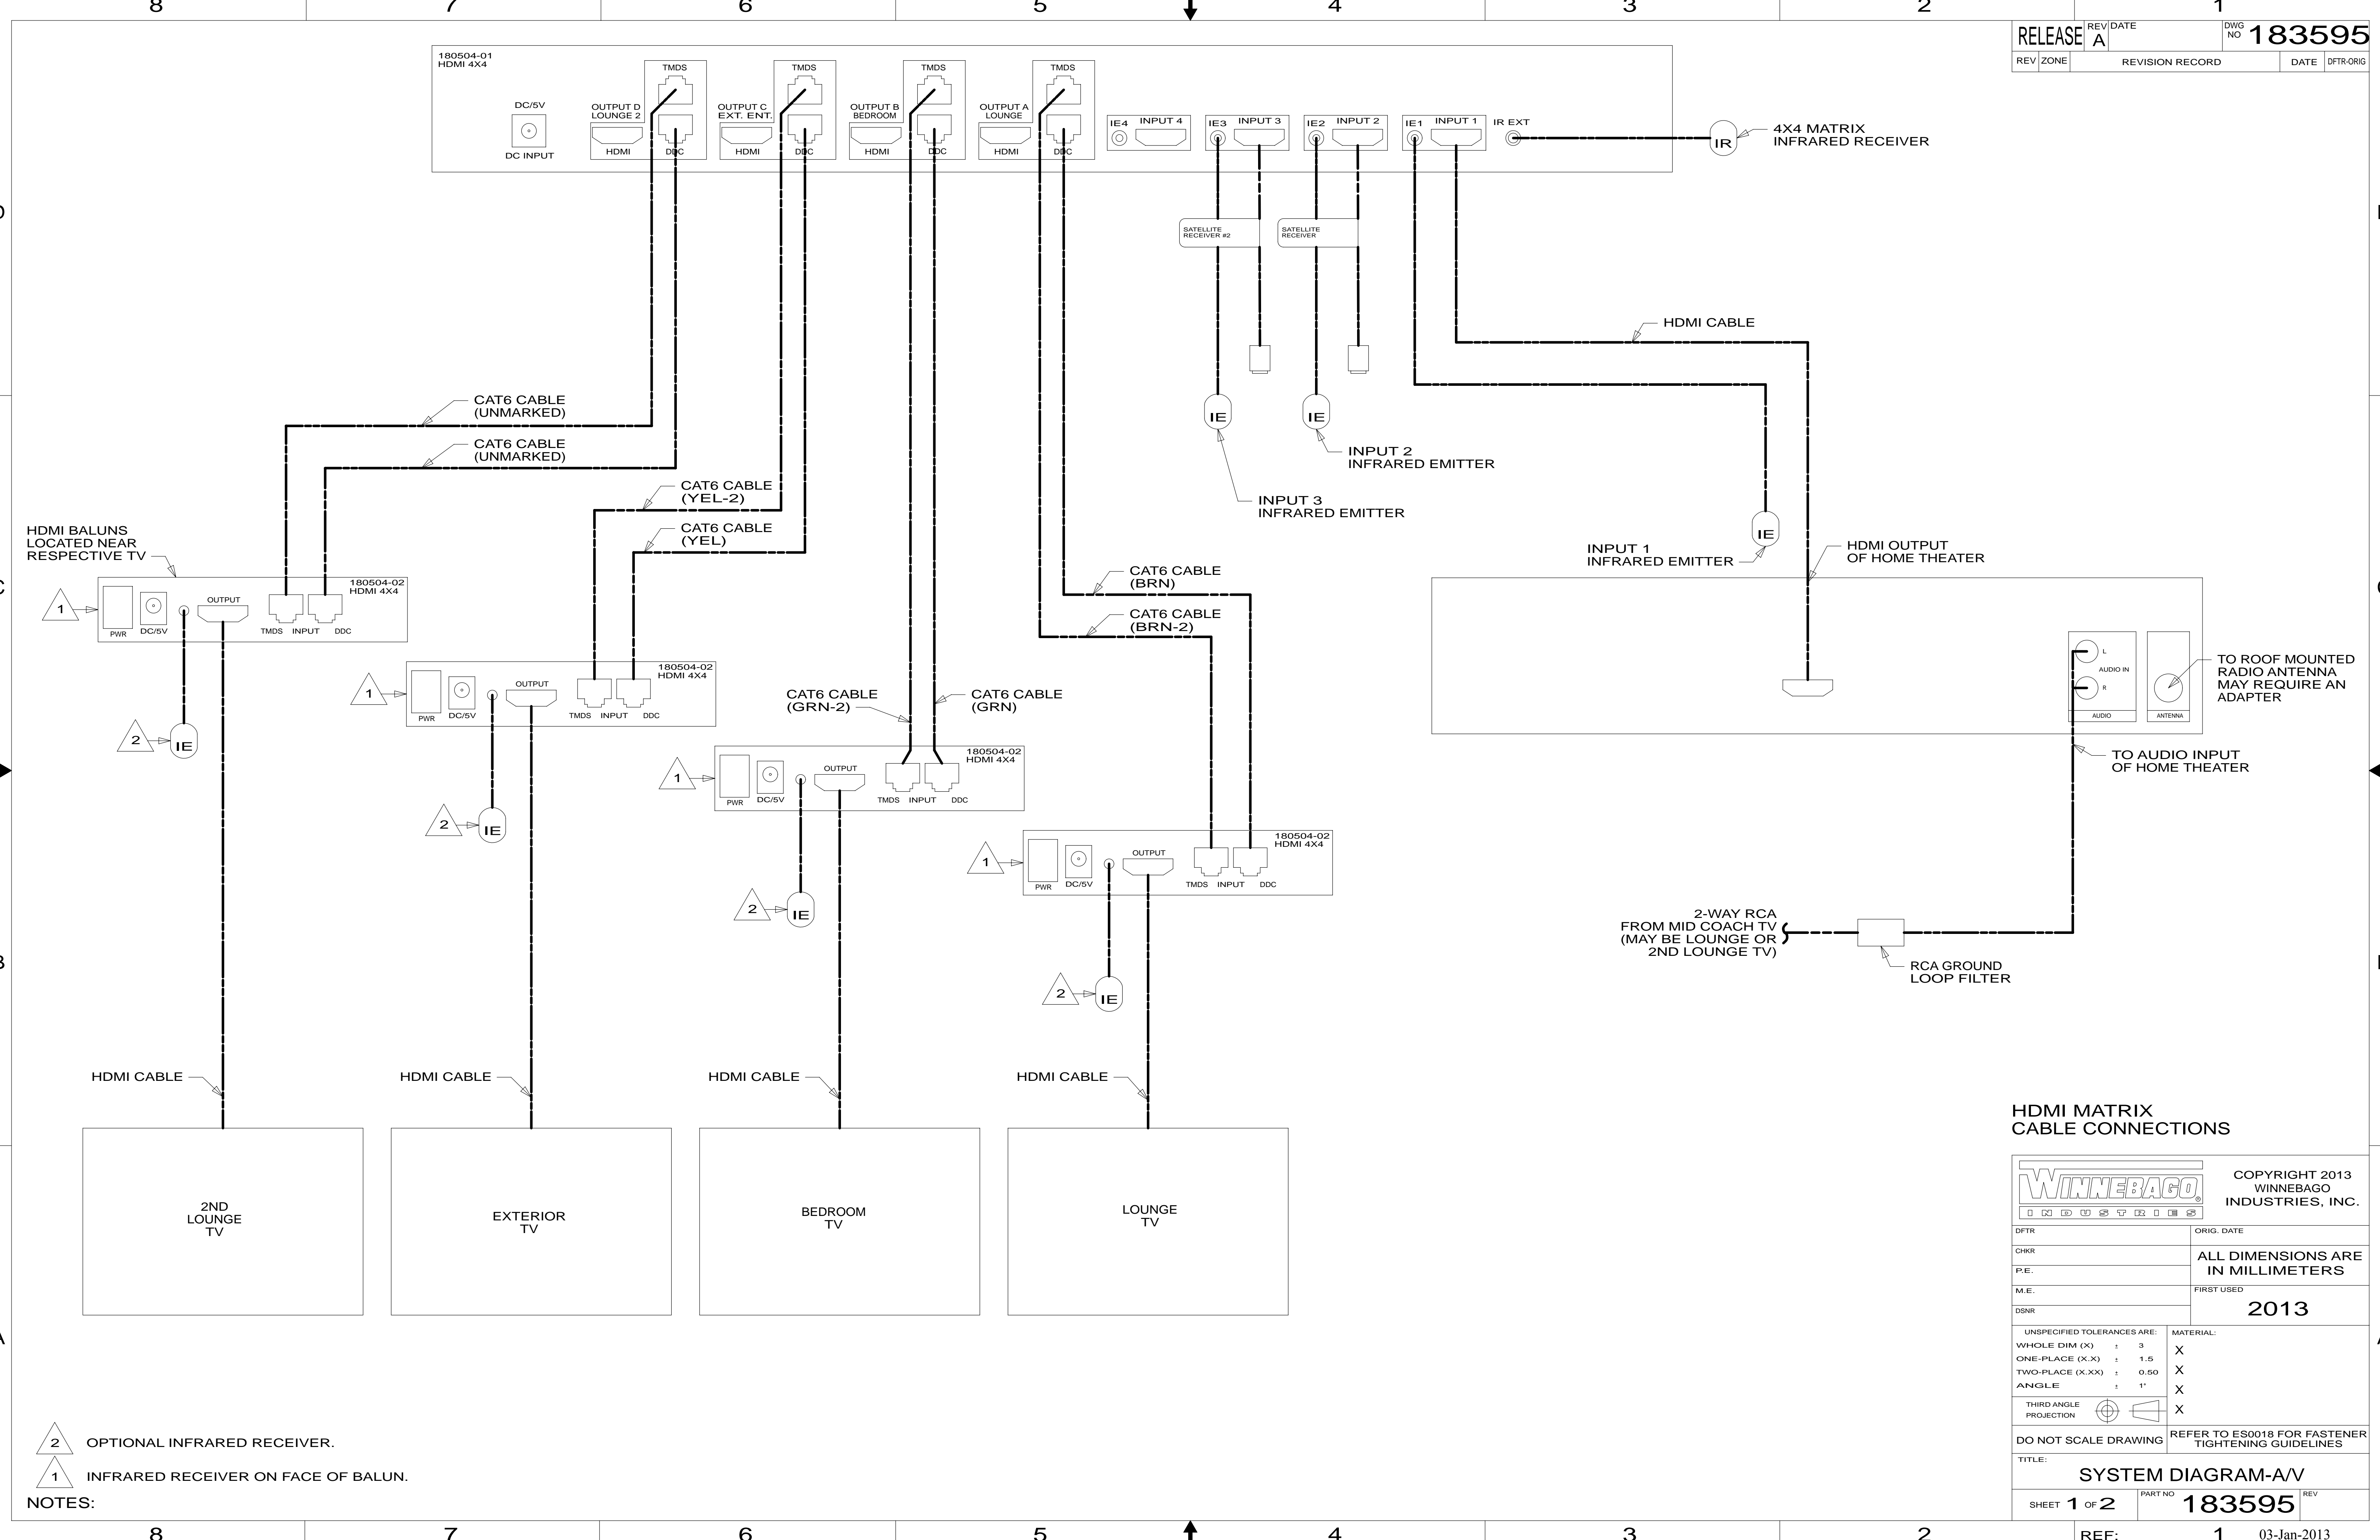 8 7 6 5 4 3 2 1
RELEASE
REV
A
DATE
DWG
NO
183595
REV ZONE REVISION RECORD DATE DFTR-ORIG
180504-01
HDMI 4X4
DC/5V
DC INPUT
OUTPUT D
LOUNGE 2
TMDS
HDMI
DDC
OUTPUT C
EXT. ENT.
TMDS
HDMI
DDC
OUTPUT B
BEDROOM
TMDS
HDMI
DDC
OUTPUT A
LOUNGE
TMDS
HDMI
DDC
IE4 INPUT 4
IE3 INPUT 3
IE2 INPUT 2
IE1 INPUT 1
IR EXT
IR
4X4 MATRIX
INFRARED RECEIVER
SATELLITE
RECEIVER #2
SATELLITE
RECEIVER
HDMI CABLE
CAT6 CABLE
(UNMARKED)
CAT6 CABLE
(UNMARKED)
IE
IE
INPUT 2
INFRARED EMITTER
INPUT 3
INFRARED EMITTER
CAT6 CABLE
(YEL-2)
CAT6 CABLE
(YEL)
IE
INPUT 1
INFRARED EMITTER
HDMI OUTPUT
OF HOME THEATER
HDMI BALUNS
LOCATED NEAR
RESPECTIVE TV
CAT6 CABLE
(BRN)
CAT6 CABLE
(BRN-2)
1
PWR
DC/5V
OUTPUT
TMDS INPUT DDC
180504-02
HDMI 4X4
2
IE
1
PWR
DC/5V
OUTPUT
TMDS INPUT DDC
180504-02
HDMI 4X4
2
IE
CAT6 CABLE
(GRN-2)
CAT6 CABLE
(GRN)
1
PWR
DC/5V
OUTPUT
TMDS INPUT DDC
180504-02
HDMI 4X4
2
IE
1
PWR
DC/5V
OUTPUT
TMDS INPUT DDC
180504-02
HDMI 4X4
2
IE
L
AUDIO IN
R
AUDIO
ANTENNA
TO ROOF MOUNTED
RADIO ANTENNA
MAY REQUIRE AN
ADAPTER
TO AUDIO INPUT
OF HOME THEATER
2-WAY RCA
FROM MID COACH TV
(MAY BE LOUNGE OR
2ND LOUNGE TV)
RCA GROUND
LOOP FILTER
HDMI CABLE
HDMI CABLE
HDMI CABLE
HDMI CABLE
2ND
LOUNGE
TV
EXTERIOR
TV
BEDROOM
TV
LOUNGE
TV
HDMI MATRIX
CABLE CONNECTIONS
WINNEBAGO ®
INDUSTRIES
COPYRIGHT 2013
WINNEBAGO
INDUSTRIES, INC.
DFTR
ORIG. DATE
CHKR
ALL DIMENSIONS ARE
IN MILLIMETERS
P.E.
M.E.
FIRST USED
2013
DSNR
UNSPECIFIED TOLERANCES ARE:
WHOLE DIM (X) ± 3
ONE-PLACE (X.X) ± 1.5
TWO-PLACE (X.XX) ± 0.50
ANGLE ± 1°
MATERIAL:
X
X
X
X
THIRD ANGLE
PROJECTION
DO NOT SCALE DRAWING
REFER TO ES0018 FOR FASTENER
TIGHTENING GUIDELINES
TITLE:
SYSTEM DIAGRAM-A/V
SHEET 1 OF 2
PART NO
183595
REV
2 OPTIONAL INFRARED RECEIVER.
1 INFRARED RECEIVER ON FACE OF BALUN.
NOTES:
8 7 6 5 4 3 2 1
REF:
03-Jan-2013